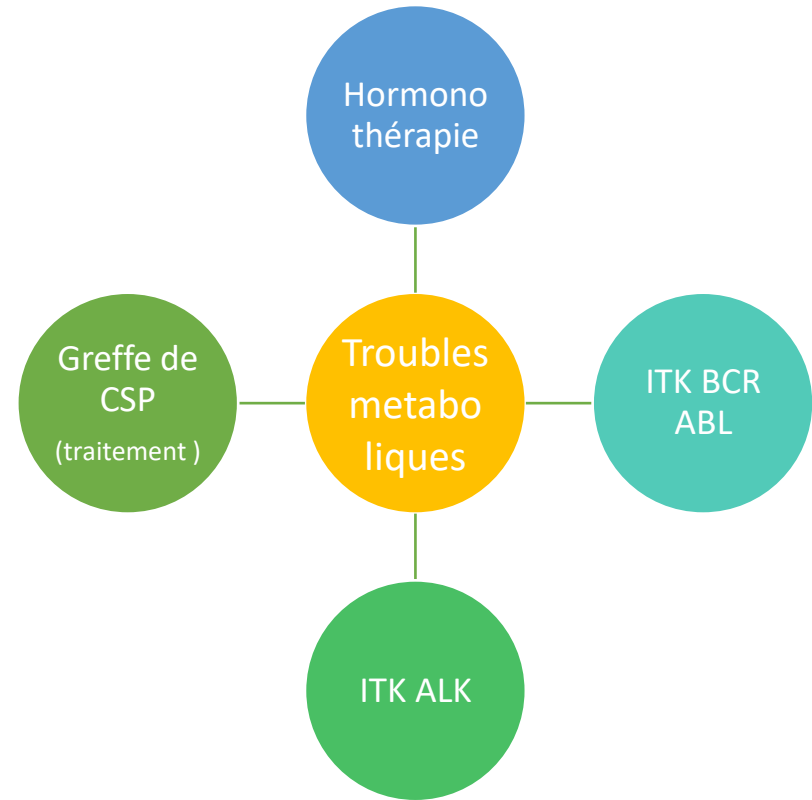 Hormono
thérapie
Greffe de
CSP
(traitement )
Troubles
metabo
liques
ITK BCR
ABL
ITK ALK